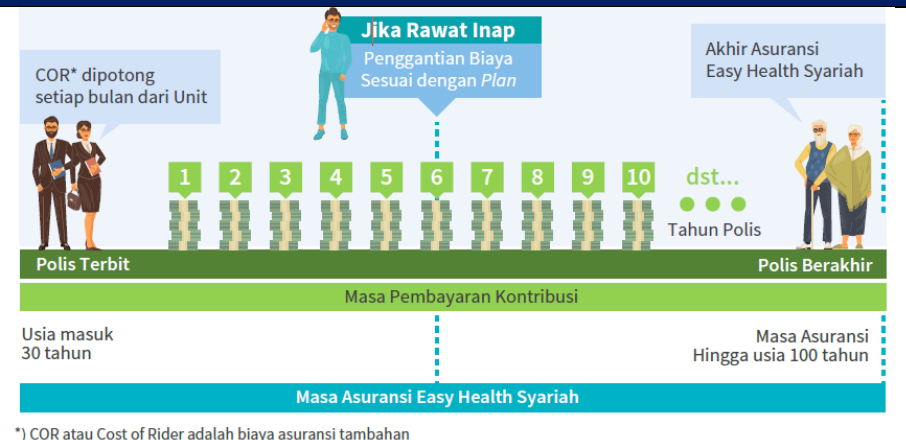 COR* dipotong
setiap bulan dari Unit
Jika Rawat Inap
Penggantian Biaya
Sesuai dengan Plan
Akhir Asuransi
Easy Health Syariah
1 2 3 4 5 6 7 8 9 10 dst...
Tahun Polis
Polis Terbit
Polis Berakhir
Masa Pembayaran Kontribusi
Usia masuk
30 tahun
Masa Asuransi
Hingga usia 100 tahun
Masa Asuransi Easy Health Syariah
*) COR atau Cost of Rider adalah biaya asuransi tambahan